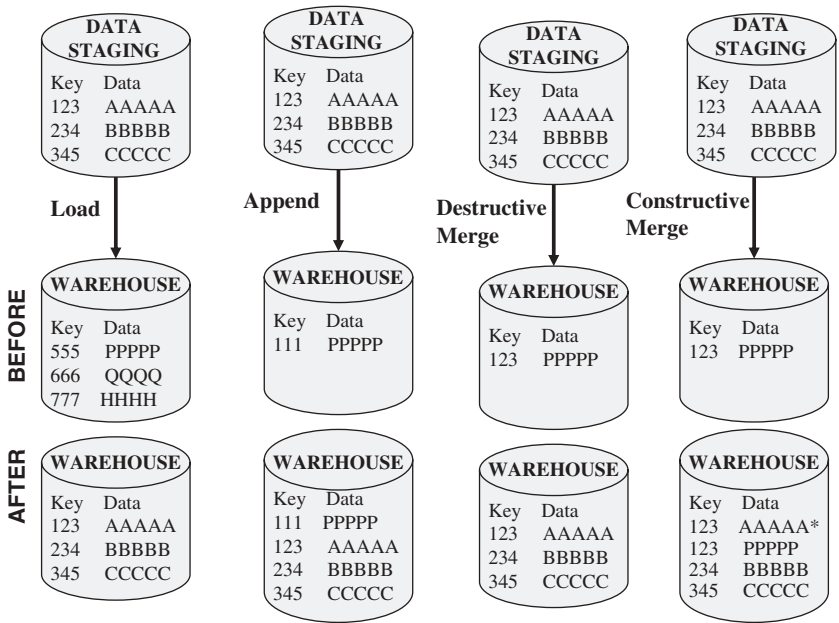 DATA
STAGING
Key Data
123 AAAAA
234 BBBBB
345 CCCCC
DATA
STAGING
Key Data
123 AAAAA
234 BBBBB
345 CCCCC
DATA
STAGING
Key Data
123 AAAAA
234 BBBBB
345 CCCCC
DATA
STAGING
Key Data
123 AAAAA
234 BBBBB
345 CCCCC
Load
Append
Destructive
Merge
Constructive
Merge
BEFORE
WAREHOUSE
Key Data
555 PPPPP
666 QQQQ
777 HHHH
WAREHOUSE
Key Data
111 PPPPP
WAREHOUSE
Key Data
123 PPPPP
WAREHOUSE
Key Data
123 PPPPP
AFTER
WAREHOUSE
Key Data
123 AAAAA
234 BBBBB
345 CCCCC
WAREHOUSE
Key Data
111 PPPPP
123 AAAAA
234 BBBBB
345 CCCCC
WAREHOUSE
Key Data
123 AAAAA
234 BBBBB
345 CCCCC
WAREHOUSE
Key Data
123 AAAAA*
123 PPPPP
234 BBBBB
345 CCCCC